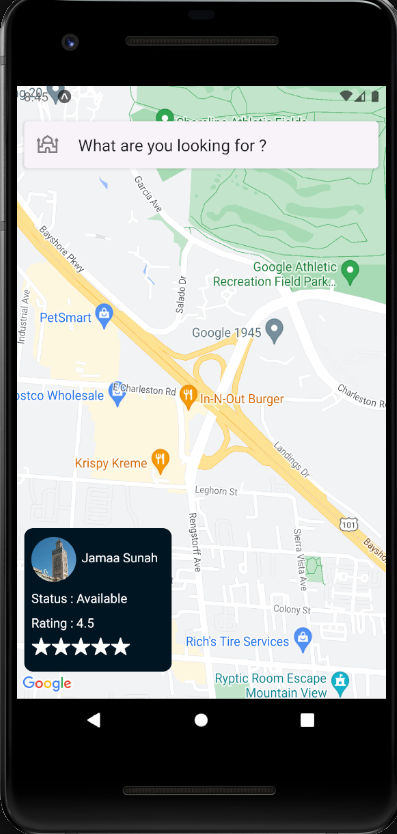 8:45
Shoreline Athletic Fields
What are you looking for ?
Garcia Ave
Bayshore Pkwy
Industrial Ave
Salado Dr
Google Athletic
Recreation Field Park...
PetSmart
Google 1945
Charleston Rd
ostco Wholesale
In-N-Out Burger
Charleston Rd
Krispy Kreme
Landings Dr
Leghorn St
101
Rengstorff Ave
Sierra Vista Ave
Baysho
Jamaa Sunah
Status : Available
Rating : 4.5
Colony St
Rich's Tire Services
Google
Ryptic Room Escape
Mountain View